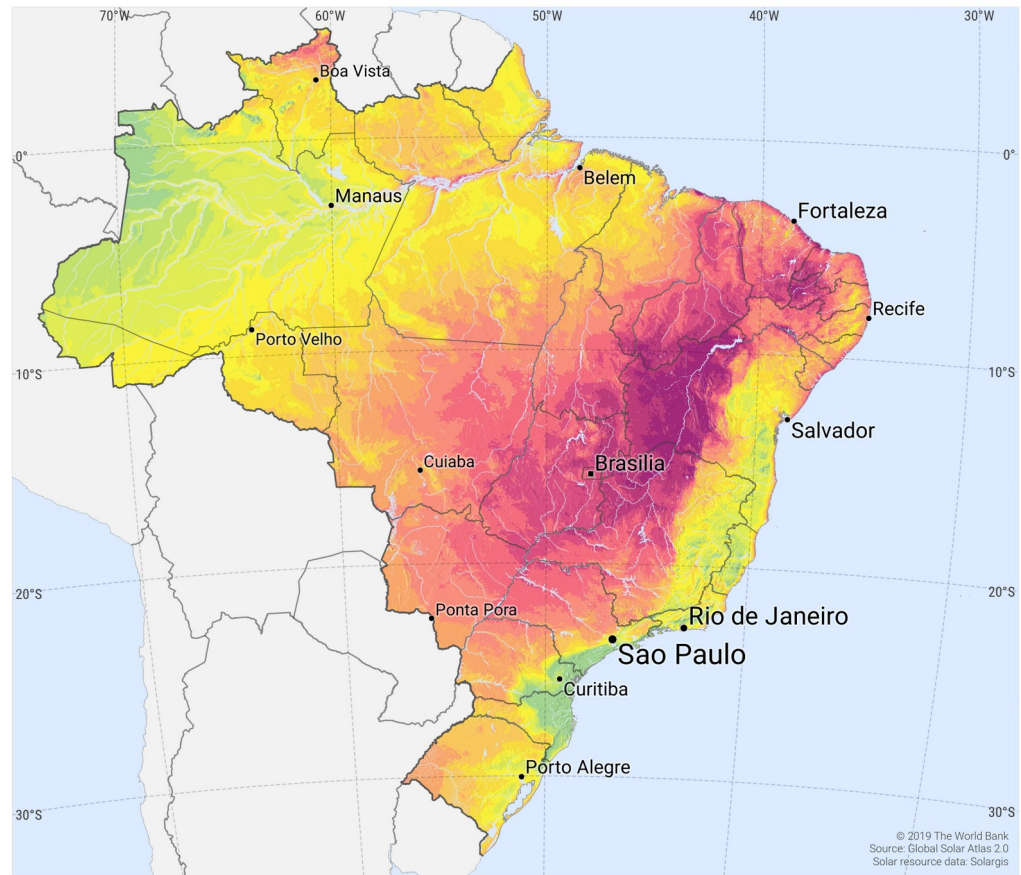 70°W 60°W 50°W 40°W 30°W
Boa Vista
0°
0°
Belem
Manaus
Fortaleza
Recife
Porto Velho
10°S
10°S
Salvador
Cuiaba
Brasilia
20°S
20°S
Ponta Pora
Rio de Janeiro
Sao Paulo
Curitiba
Porto Alegre
30°S
30°S
© 2019 The World Bank
Source: Global Solar Atlas 2.0
Solar resource data: Solargis